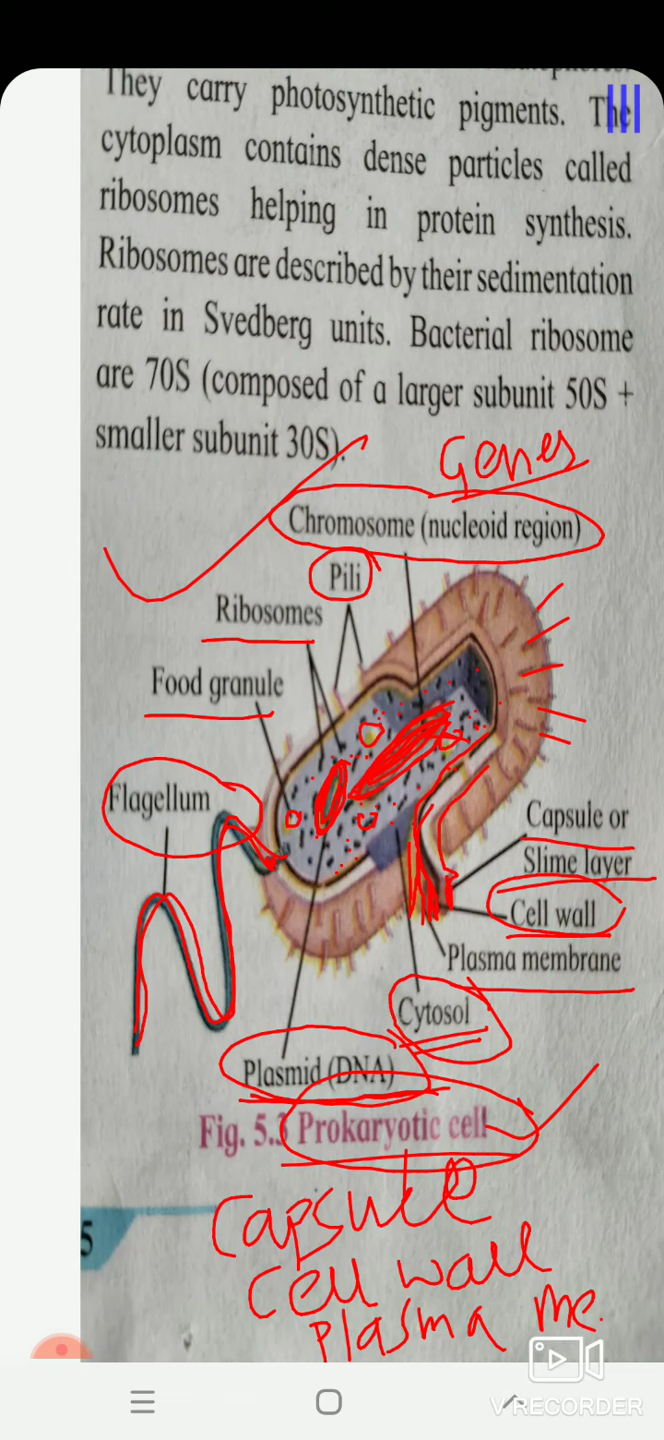 They carry photosynthetic pigments. The
cytoplasm contains dense particles called
ribosomes helping in protein synthesis.
Ribosomes are described by their sedimentation
rate in Svedberg units. Bacterial ribosome
are 70S (composed of a larger subunit 50S +
smaller subunit 30S).
Genes
Chromosome (nucleoid region)
Pili
Ribosomes
Food granule
Flagellum
Capsule or
Slime layer
Cell wall
Plasma membrane
Cytosol
Plasmid (DNA)
Fig. 5.3 Prokaryotic cell
Capsule
5
Cell wall
Plasma me.
V RECORDER